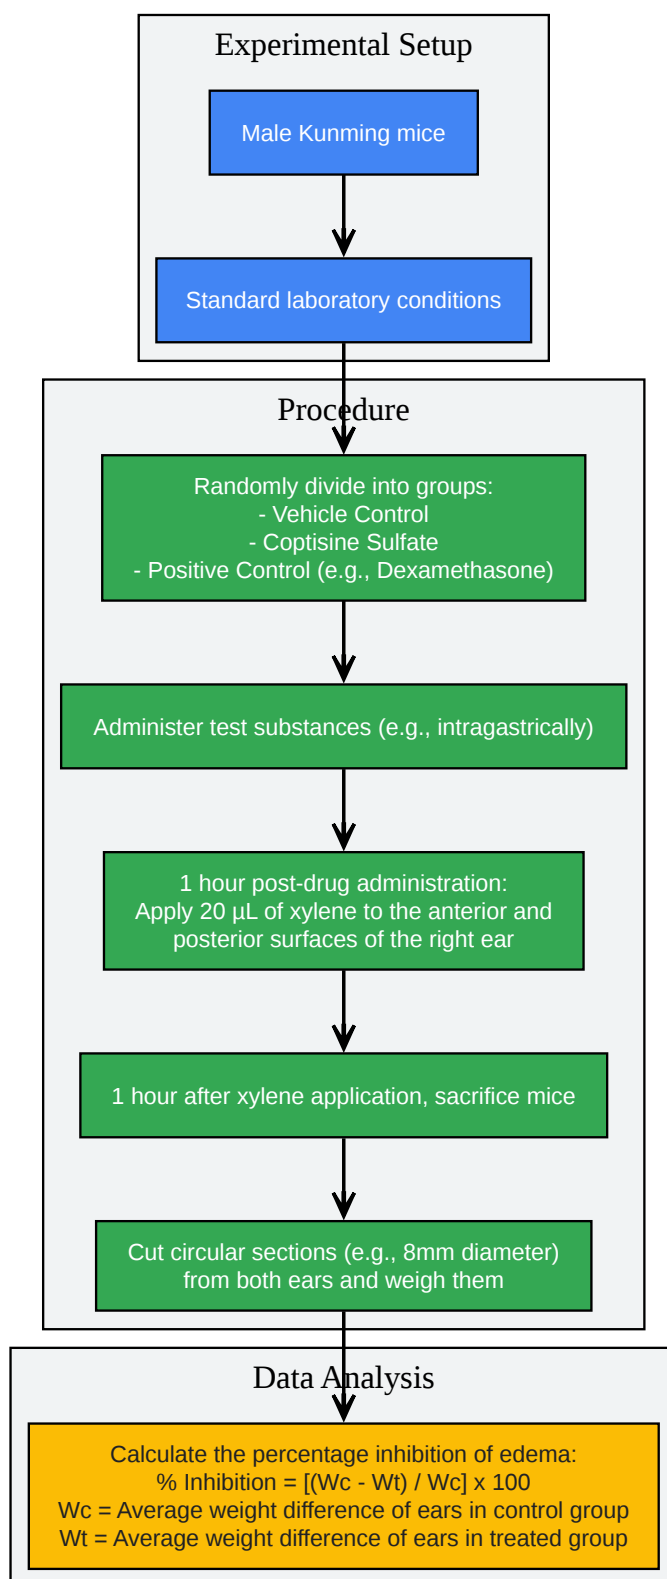 Experimental Setup
Male Kunming mice
Standard laboratory conditions
Procedure
Randomly divide into groups:
- Vehicle Control
- Coptisine Sulfate
- Positive Control (e.g., Dexamethasone)
Administer test substances (e.g., intragastrically)
1 hour post-drug administration:
Apply 20 µL of xylene to the anterior and
posterior surfaces of the right ear
1 hour after xylene application, sacrifice mice
Cut circular sections (e.g., 8mm diameter)
from both ears and weigh them
Data Analysis
Calculate the percentage inhibition of edema:
% Inhibition = [(Wc - Wt) / Wc] x 100
Wc = Average weight difference of ears in control group
Wt = Average weight difference of ears in treated group